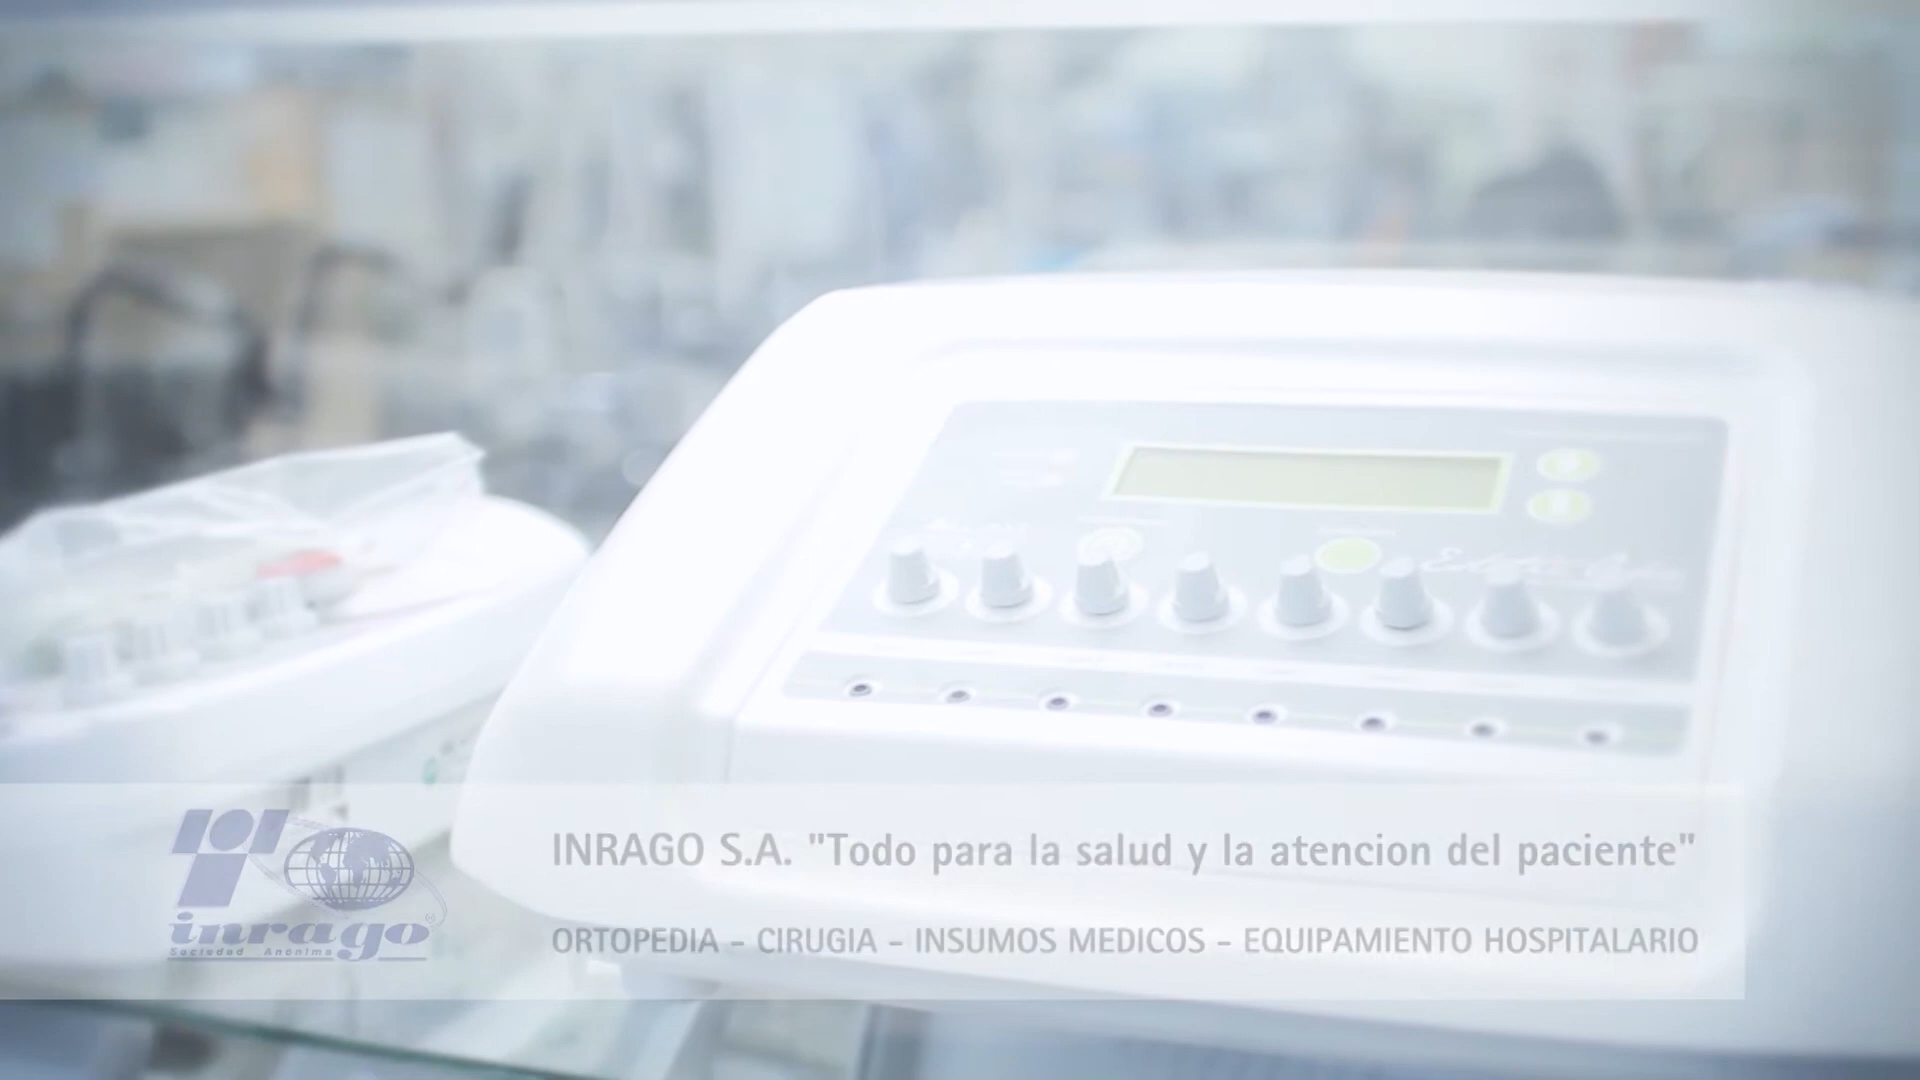 INRAGO S.A. "Todo para la salud y la atencion del paciente"
inrago
Sociedad Anónima
ORTOPEDIA - CIRUGIA - INSUMOS MEDICOS - EQUIPAMIENTO HOSPITALARIO